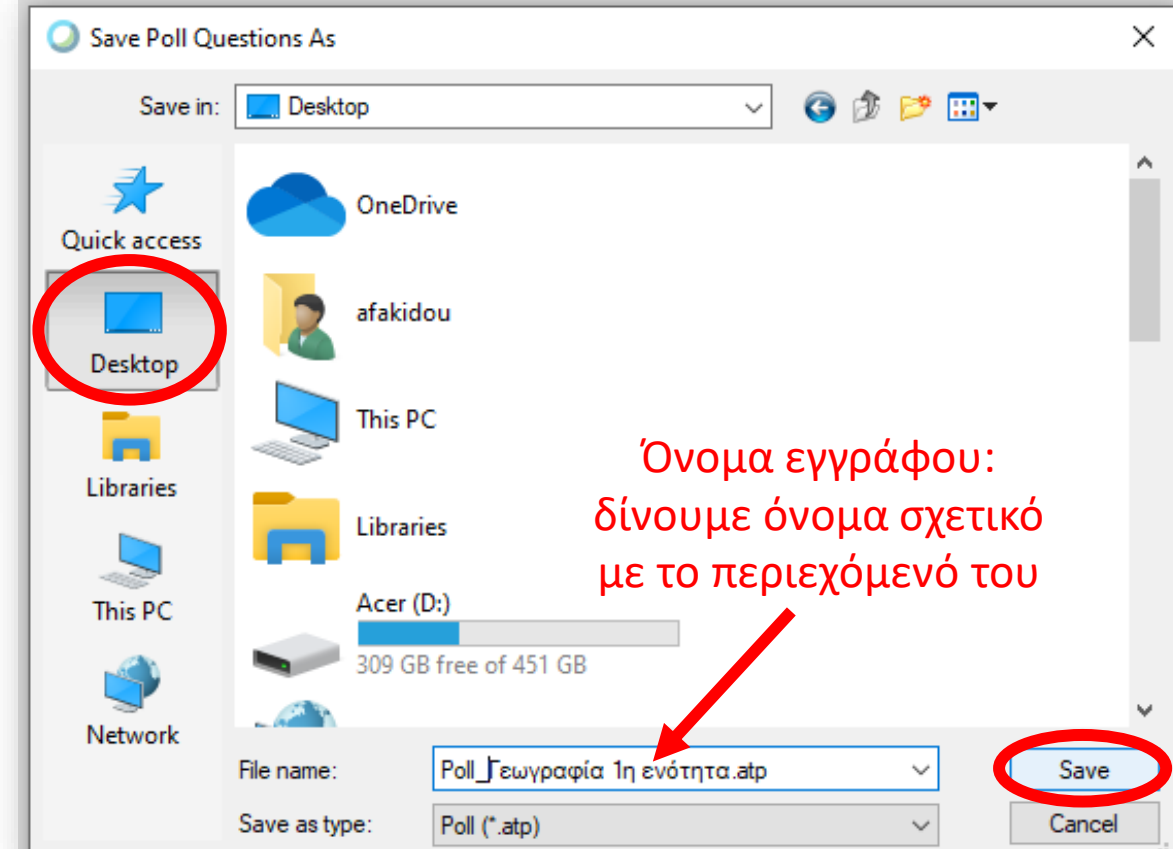 Save Poll Questions As
Save in:
Desktop
Quick access
Desktop
Libraries
This PC
Network
OneDrive
afakidou
This PC
Libraries
Acer (D:)
309 GB free of 451 GB
Όνομα εγγράφου:
δίνουμε όνομα σχετικό
με το περιεχόμενό του
File name:
Poll_Γεωγραφία 1η ενότητα.atp
Save
Save as type:
Poll (*.atp)
Cancel